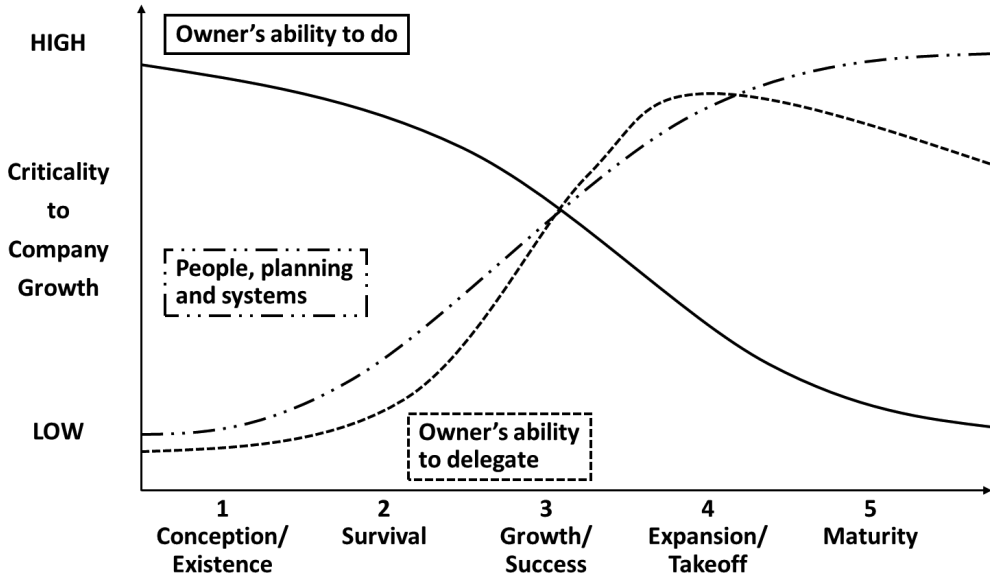 HIGH
Owner’s ability to do
Criticality
to
Company
Growth
People, planning
and systems
LOW
Owner’s ability
to delegate
1
Conception/
Existence
2
Survival
3
Growth/
Success
4
Expansion/
Takeoff
5
Maturity